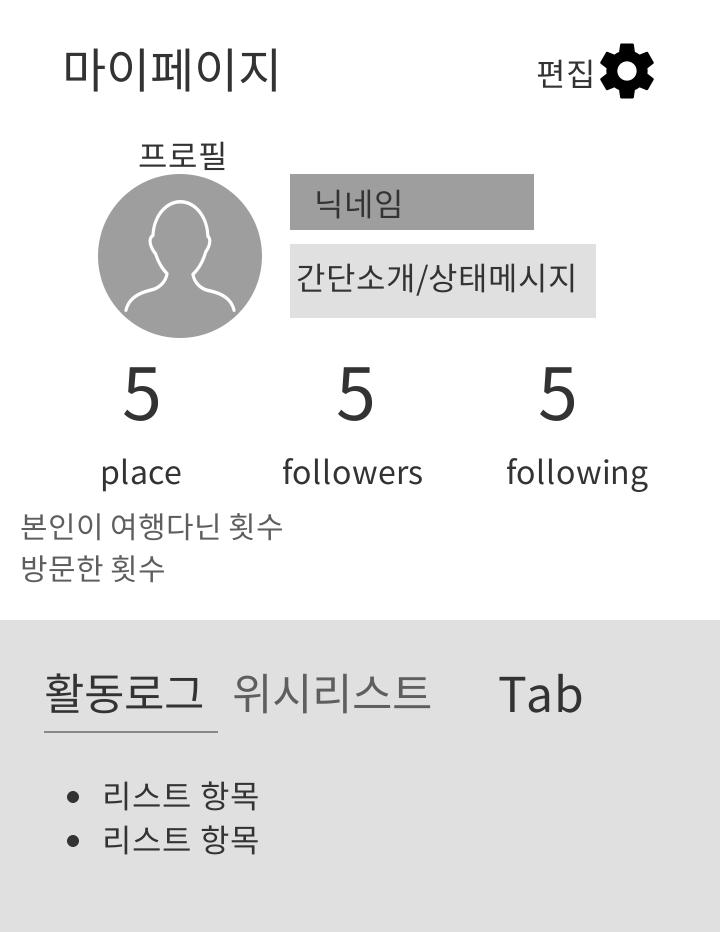 마이페이지
편집
프로필
닉네임
간단소개/상태메시지
5 5 5
place followers following
본인이 여행다닌 횟수
방문한 횟수
활동로그 위시리스트 Tab
리스트 항목
리스트 항목